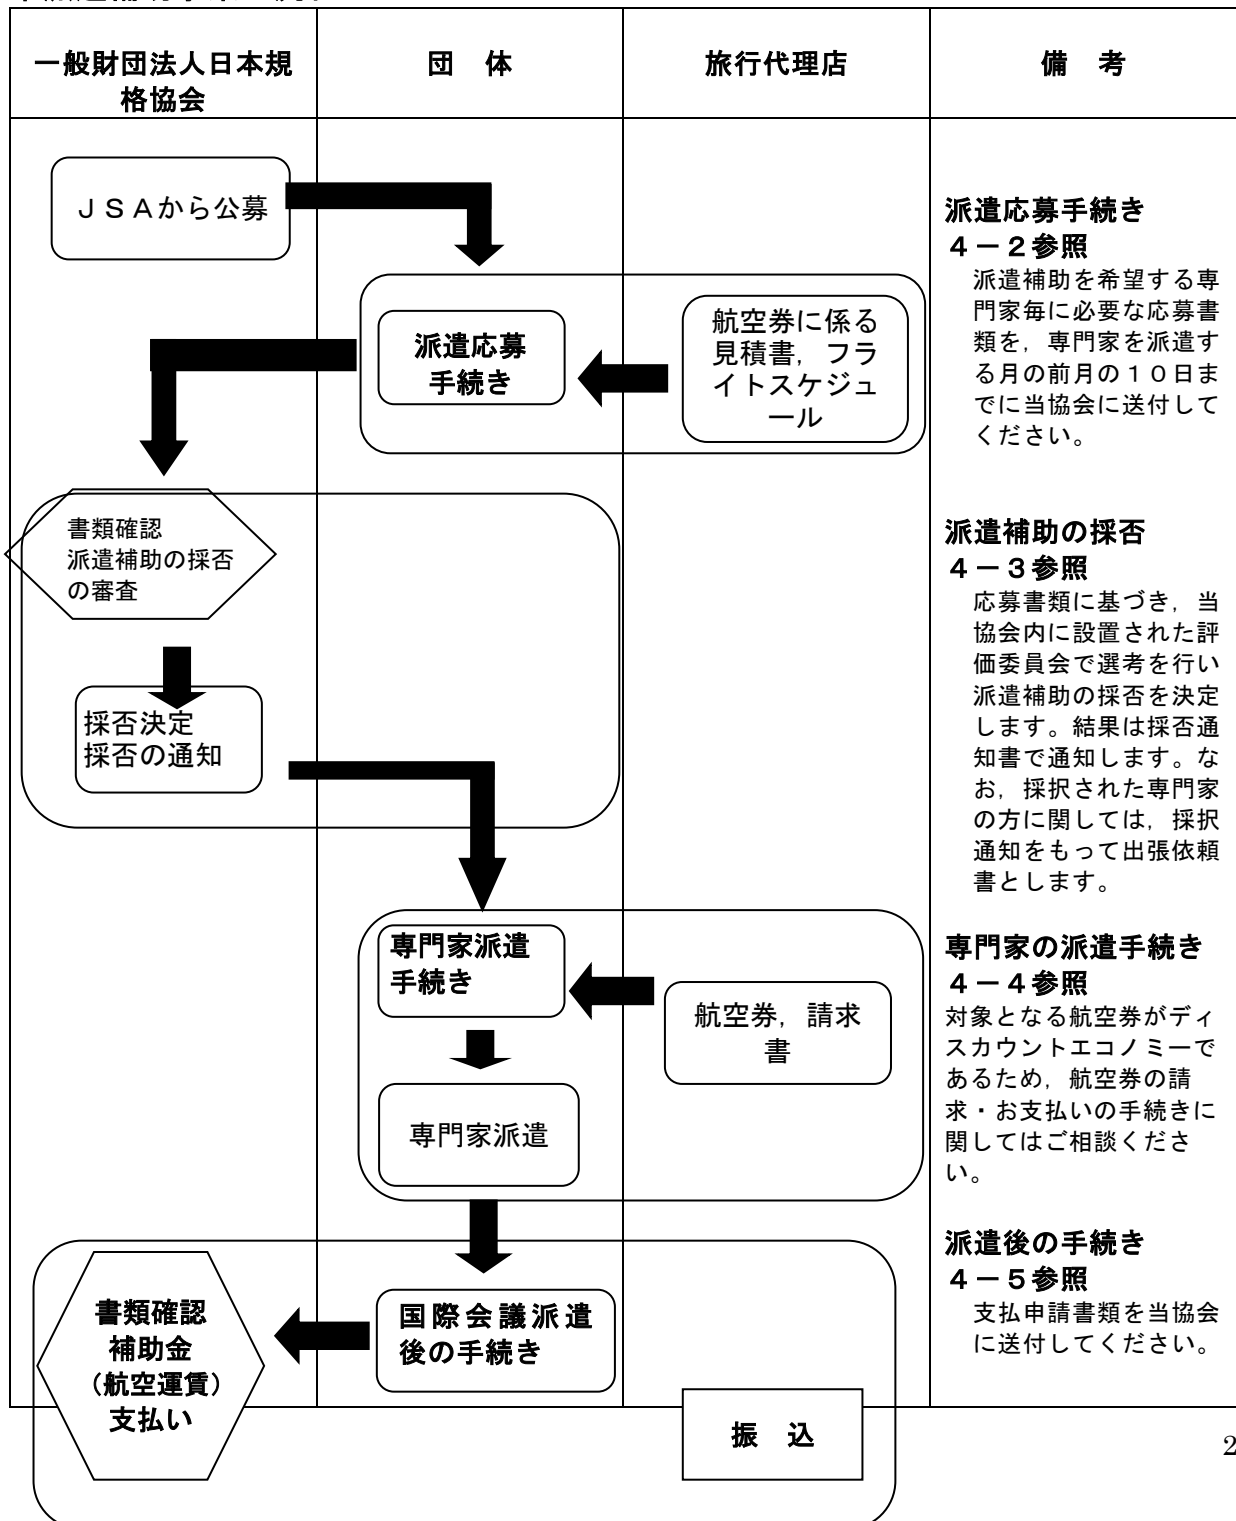 一般財団法人日本規
格協会
団　体
旅行代理店
備　考
ＪＳＡから公募
派遣応募
手続き
航空券に係る
見積書，フラ
イトスケジュ
ール
派遣応募手続き
４－２参照
派遣補助を希望する専
門家毎に必要な応募書
類を，専門家を派遣す
る月の前月の１０日ま
でに当協会に送付して
ください。
書類確認
派遣補助の採否
の審査
採否決定
採否の通知
派遣補助の採否
４－３参照
応募書類に基づき，当
協会内に設置された評
価委員会で選考を行い
派遣補助の採否を決定
します。結果は採否通
知書で通知します。な
お，採択された専門家
の方に関しては，採択
通知をもって出張依頼
書とします。
専門家派遣
手続き
航空券，請求
書
専門家派遣
専門家の派遣手続き
４－４参照
対象となる航空券がディ
スカウントエコノミーで
あるため，航空券の請
求・お支払いの手続きに
関してはご相談くださ
い。
書類確認
補助金
（航空運賃）
支払い
国際会議派遣
後の手続き
振　込
派遣後の手続き
４－５参照
支払申請書類を当協会
に送付してください。
2